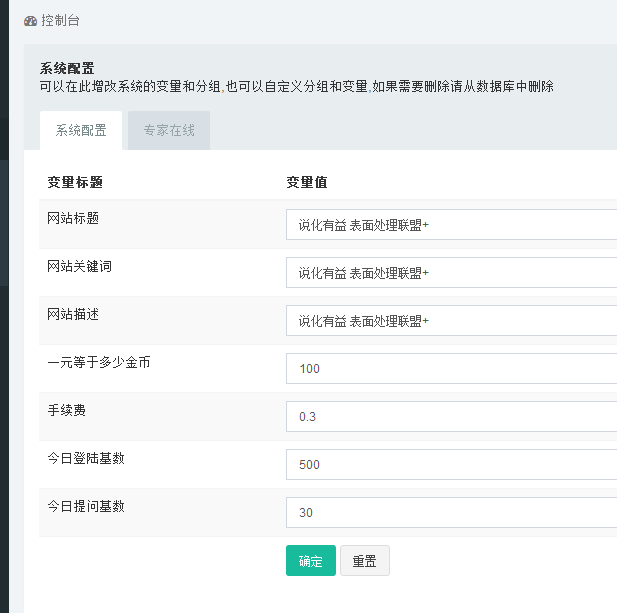 控制台
系统配置
可以在此增改系统的变量和分组,也可以自定义分组和变量,如果需要删除请从数据库中删除
系统配置 专家在线
变量标题 变量值
网站标题 说化有益 表面处理联盟+
网站关键词 说化有益 表面处理联盟+
网站描述 说化有益 表面处理联盟+
一元等于多少金币 100
手续费 0.3
今日登陆基数 500
今日提问基数 30
确定 重置